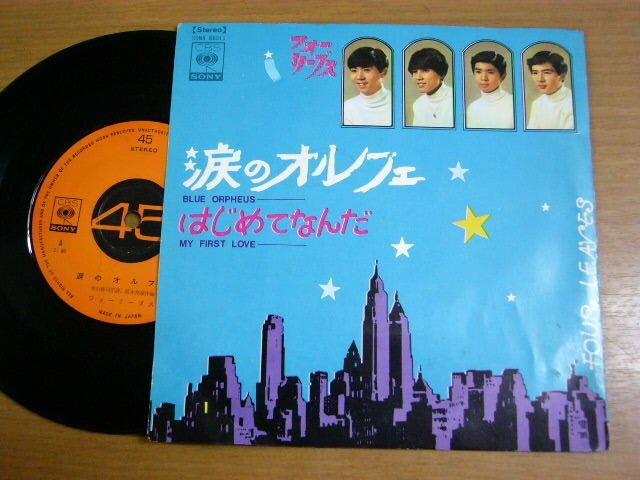 【Stereo】
CBS
SONY
フォー
リーブス
涙のオルフェ
BLUE ORPHEUS
はじめてなんだ
MY FIRST LOVE
FOUR LEAVES
45
STEREO
CBS
SONY
45
A
涙のオルフ
フォーリーブス
MADE IN JAPAN